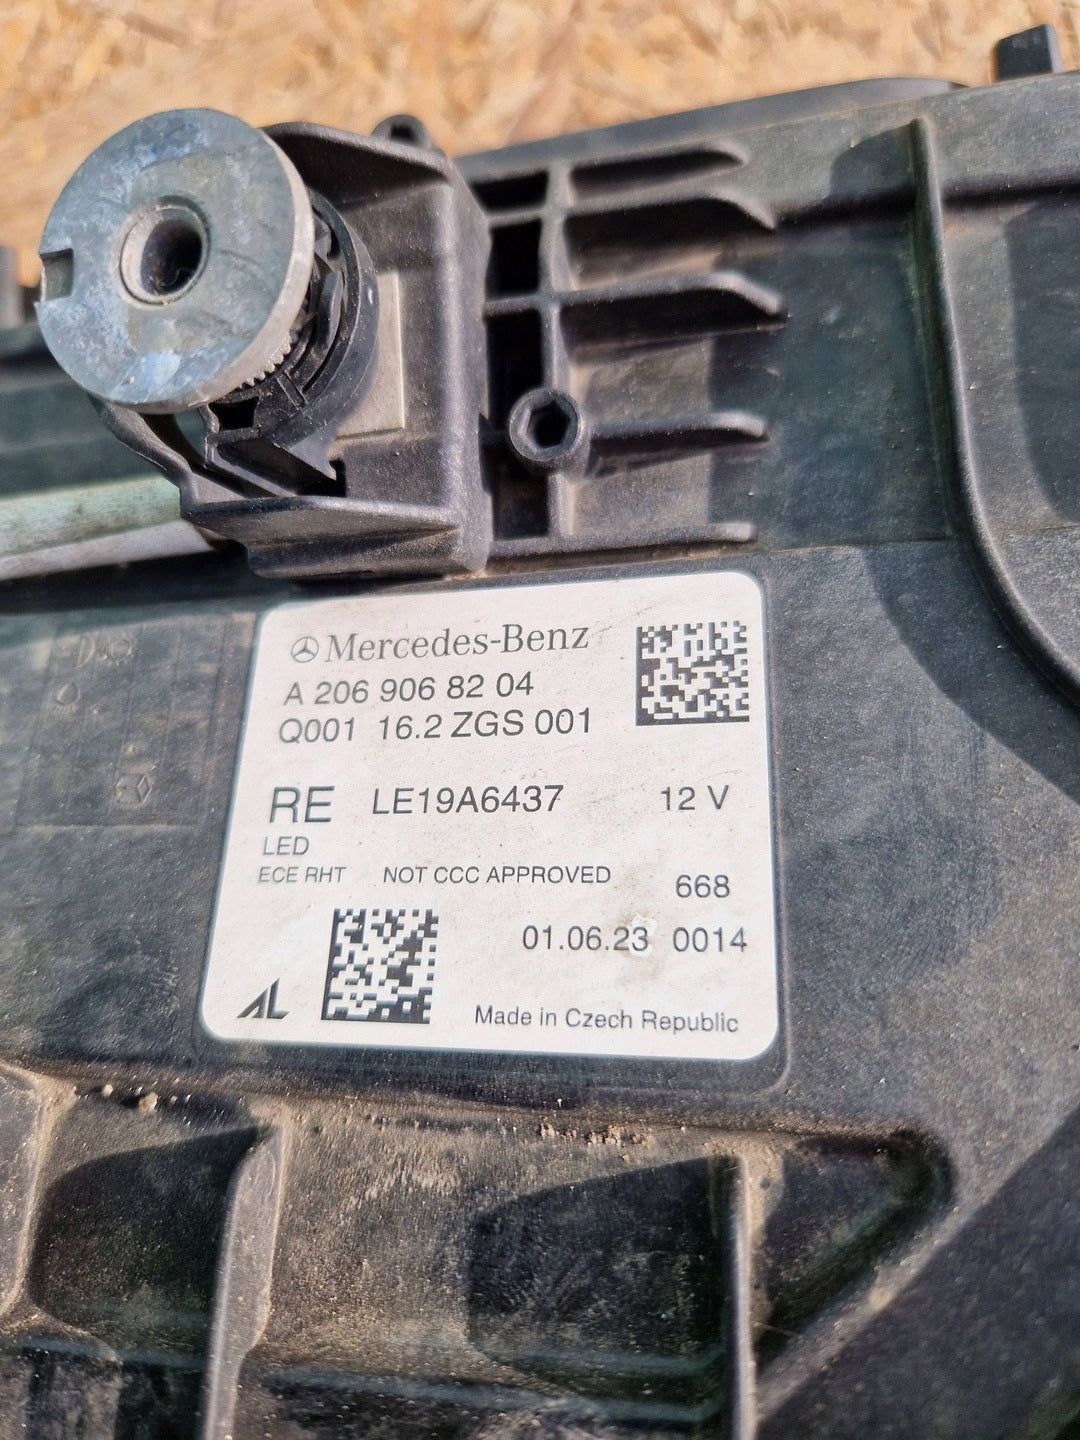 Mercedes-Benz
A 206 906 82 04
Q001 16.2 ZGS 001
RE LE19A6437 12 V
LED
ECE RHT NOT CCC APPROVED
668
01.06.23 0014
AL
Made in Czech Republic